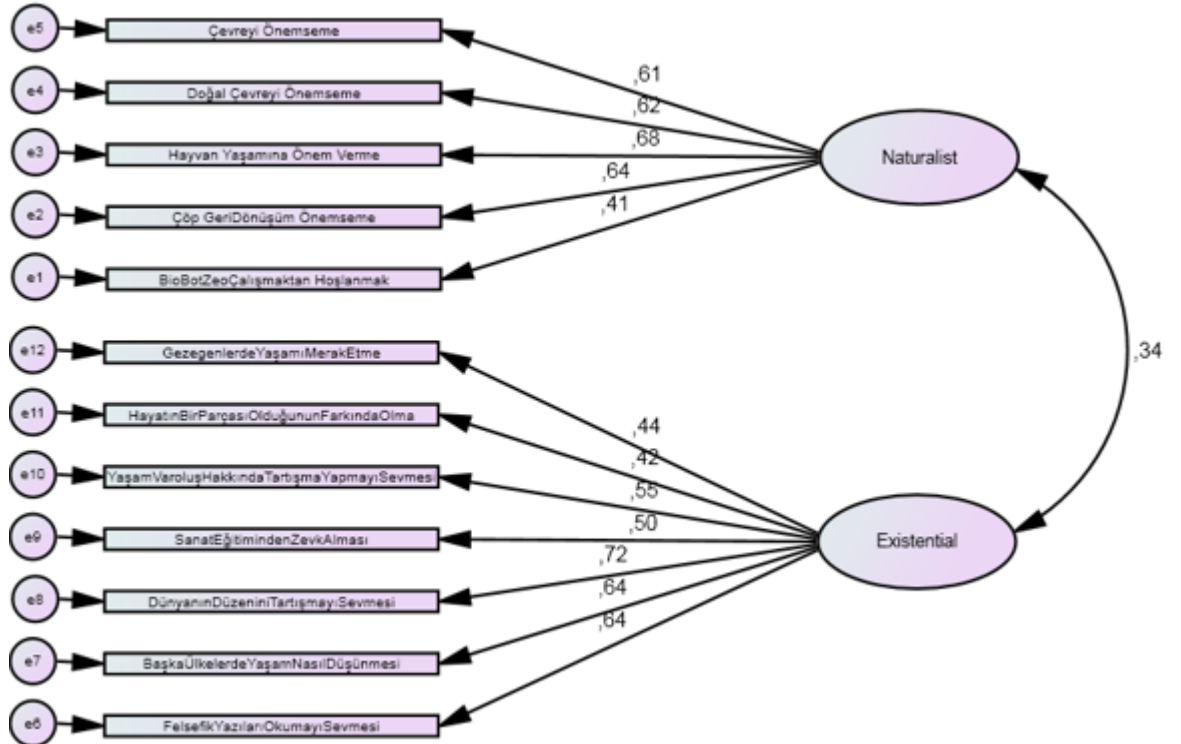 e5 Çevreyi Önemseme
,61
e4 Doğal Çevreyi Önemseme
,62
e3 Hayvan Yaşamına Önem Verme
,68
Naturalist
e2 Çöp GeriDönüşüm Önemseme
,64
e1 BioBotZeoÇalışmaktan Hoşlanmak
,41
,34
e12 GezegenlerdeYaşamıMerakEtme
,44
e11 HayatınBirParçasıOlduğununFarkındaOlma
,42
e10 YaşamVaroluşHakkındaTartışmaYapmayıSevmesi
,55
e9 SanatEğitimindenZevkAlması
,50
Existential
e8 DünyanınDüzeniniTartışmayıSevmesi
,72
e7 BaşkaÜlkelerdeYaşamNasılDüşünmesi
,64
e6 FelsefikYazılarıOkumayıSevmesi
,64